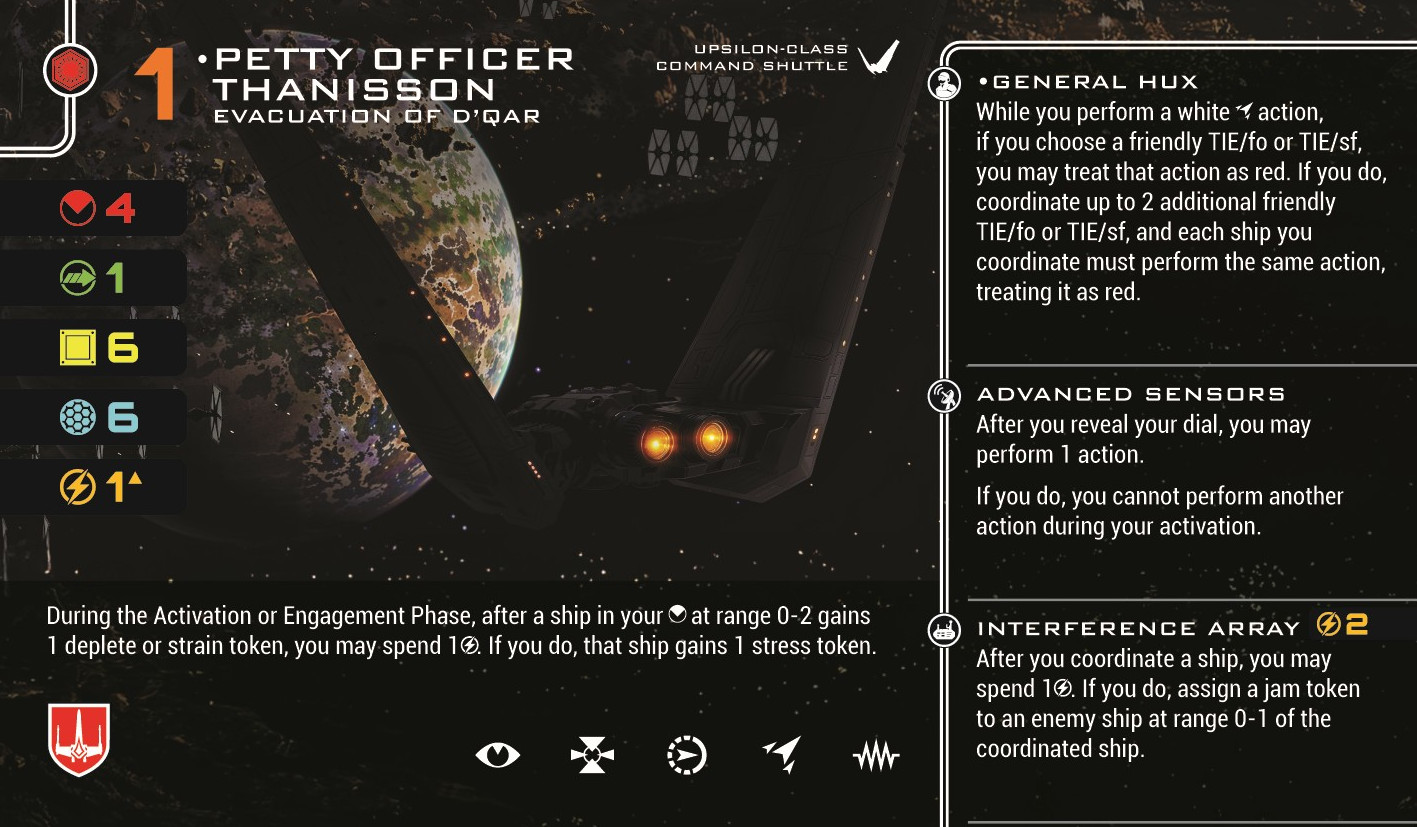 1
•PETTY OFFICER
THANISSON
EVACUATION OF D'QAR
UPSILON-CLASS
COMMAND SHUTTLE
4
1
6
6
1
During the Activation or Engagement Phase, after a ship in your at range 0-2 gains
1 deplete or strain token, you may spend 1. If you do, that ship gains 1 stress token.
•GENERAL HUX
While you perform a white action,
if you choose a friendly TIE/fo or TIE/sf,
you may treat that action as red. If you do,
coordinate up to 2 additional friendly
TIE/fo or TIE/sf, and each ship you
coordinate must perform the same action,
treating it as red.
ADVANCED SENSORS
After you reveal your dial, you may
perform 1 action.
If you do, you cannot perform another
action during your activation.
INTERFERENCE ARRAY 2
After you coordinate a ship, you may
spend 1. If you do, assign a jam token
to an enemy ship at range 0-1 of the
coordinated ship.